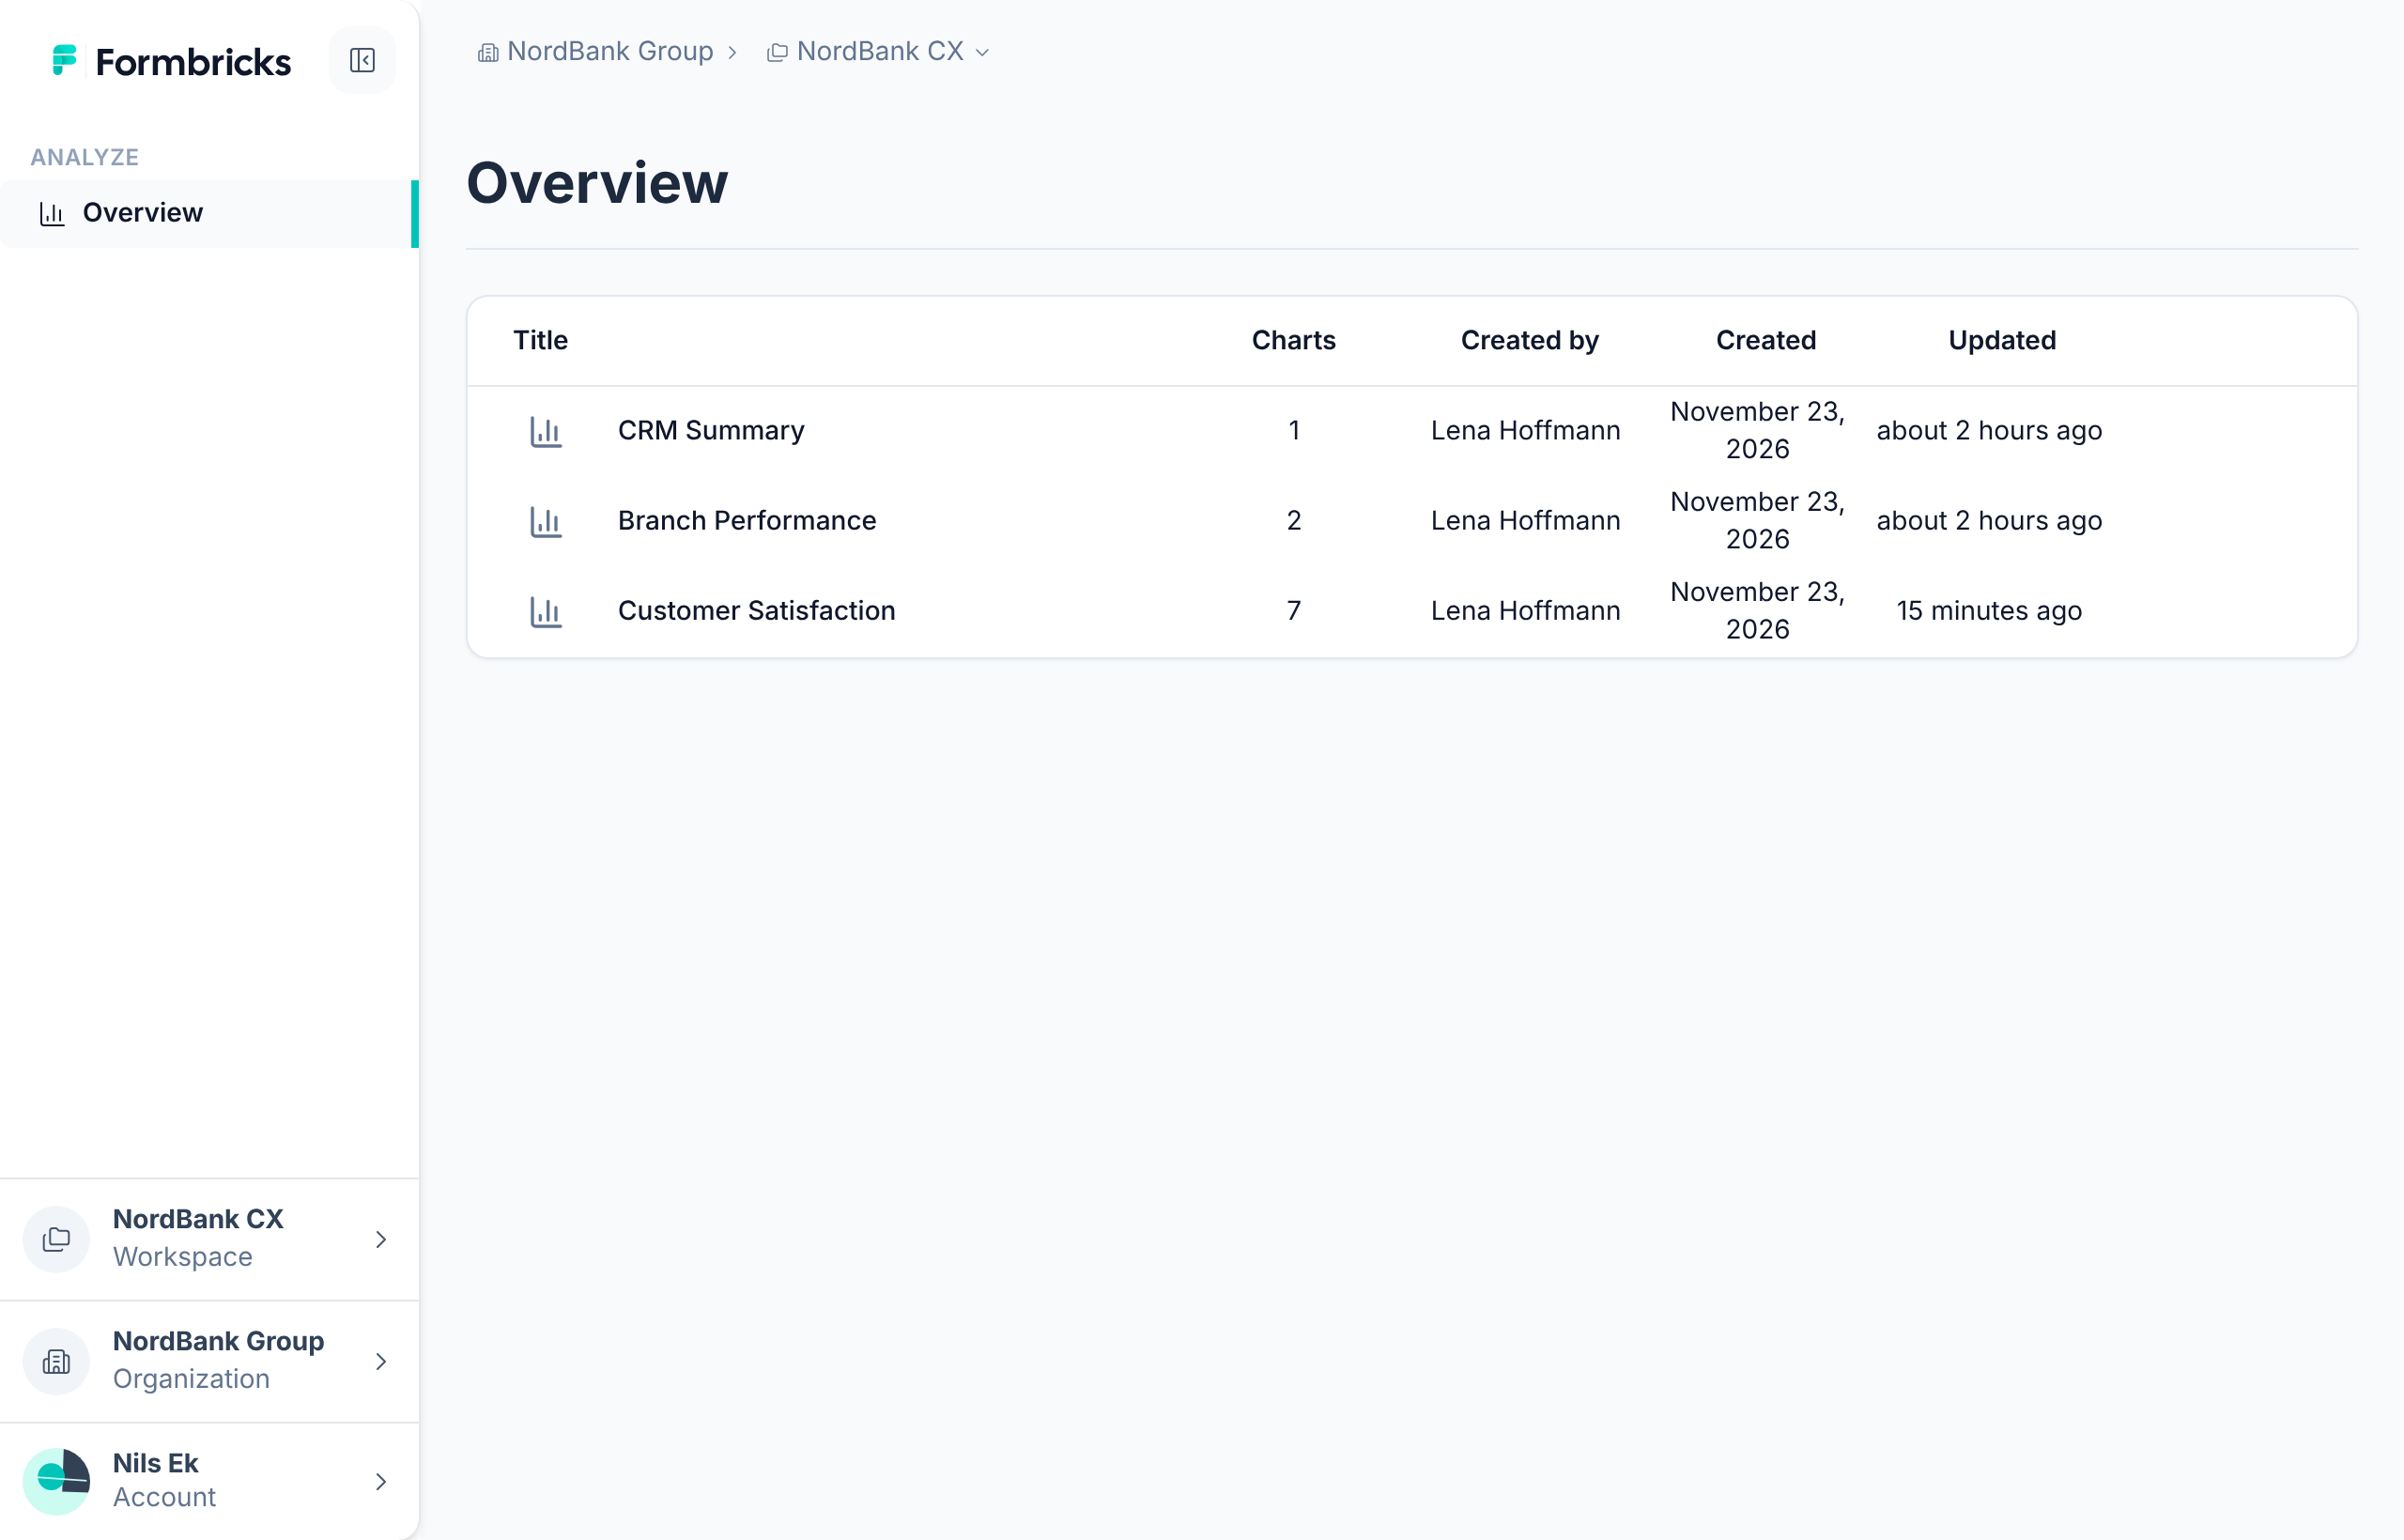 Formbricks
ANALYZE
Overview
NordBank CX
Workspace
NordBank Group
Organization
Nils Ek
Account
NordBank Group
NordBank CX
Overview
Title Charts Created by Created Updated
CRM Summary 1 Lena Hoffmann November 23, 2026 about 2 hours ago
Branch Performance 2 Lena Hoffmann November 23, 2026 about 2 hours ago
Customer Satisfaction 7 Lena Hoffmann November 23, 2026 15 minutes ago